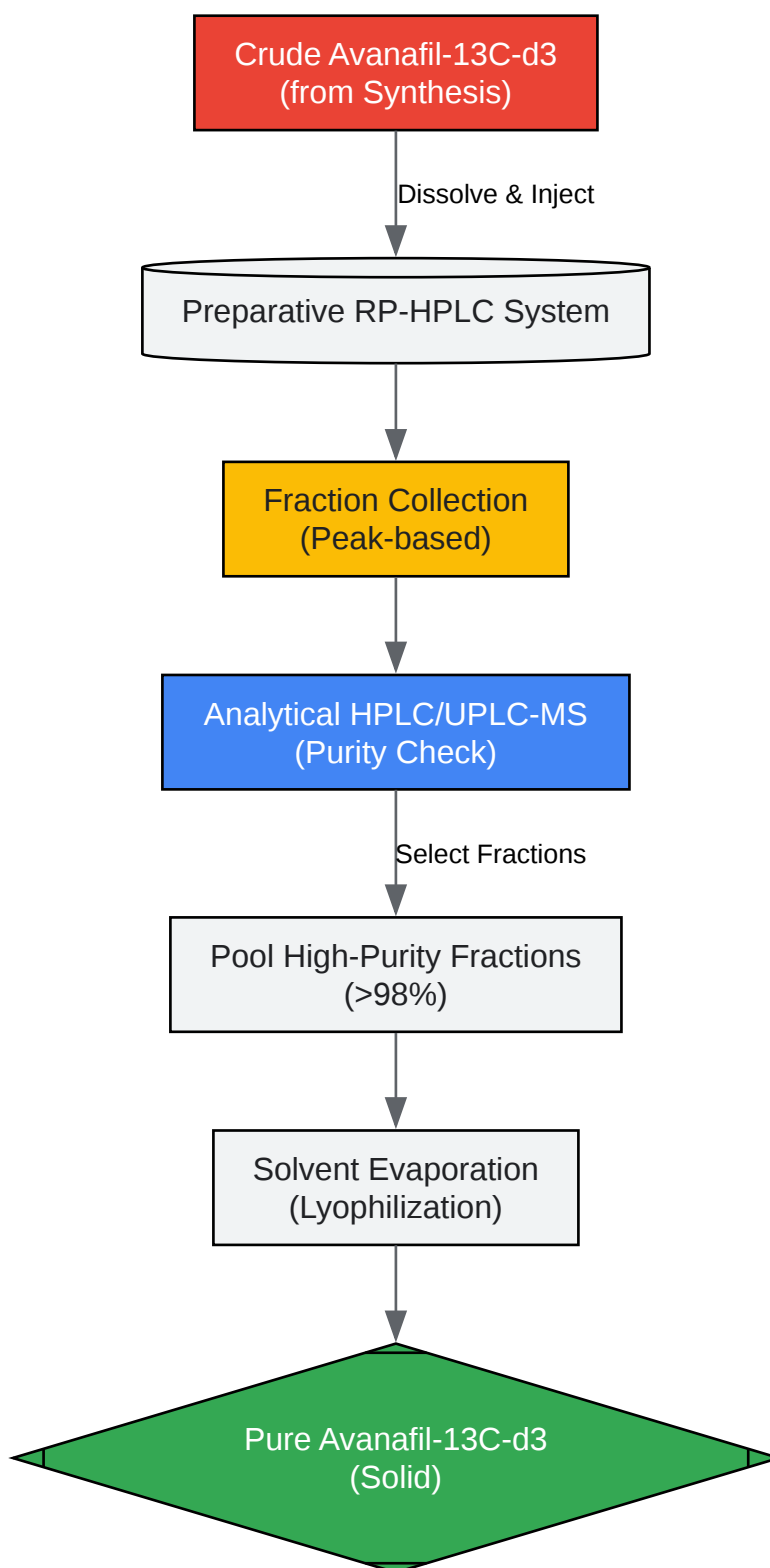 Crude Avanafil-13C-d3
(from Synthesis)
Dissolve & Inject
Preparative RP-HPLC System
Fraction Collection
(Peak-based)
Analytical HPLC/UPLC-MS
(Purity Check)
Select Fractions
Pool High-Purity Fractions
(>98%)
Solvent Evaporation
(Lyophilization)
Pure Avanafil-13C-d3
(Solid)